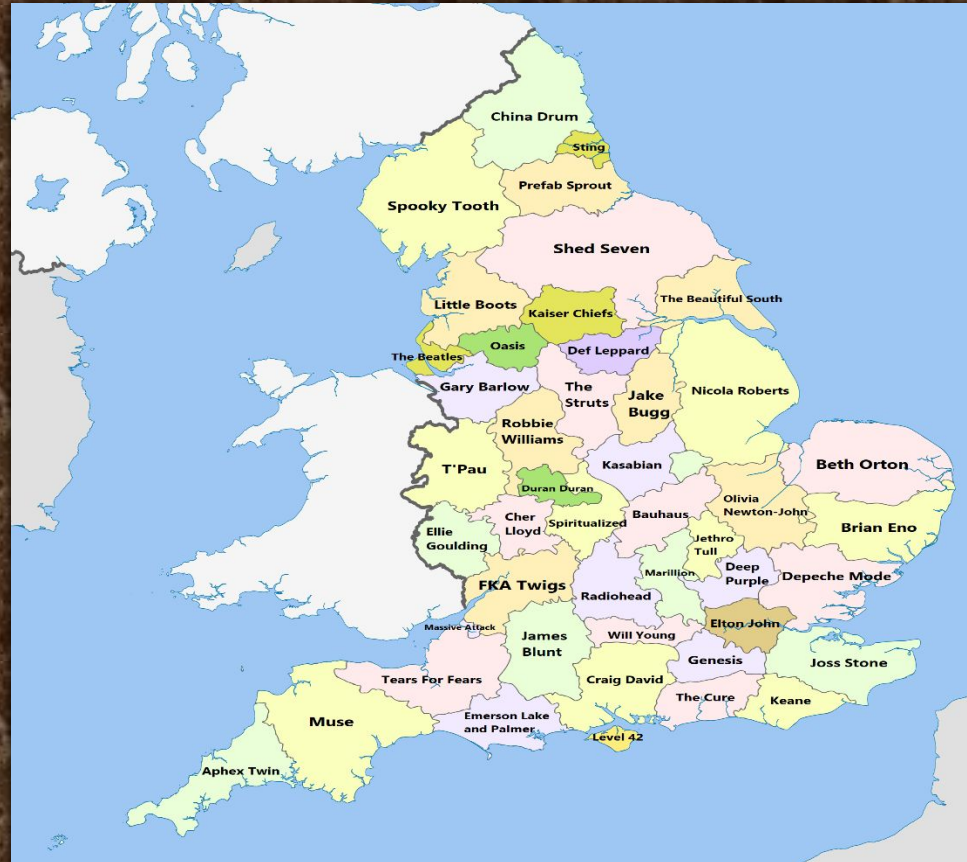 China Drum
Sting
Prefab Sprout
Spooky Tooth
Shed Seven
The Beautiful South
Little Boots
Kaiser Chiefs
Oasis
Def Leppard
The Beatles
Gary Barlow
The
Struts
Jake
Bugg
Nicola Roberts
Robbie
Williams
T'Pau
Kasabian
Beth Orton
Duran Duran
Olivia
Newton-John
Cher
Lloyd
Spiritualized
Bauhaus
Brian Eno
Ellie
Goulding
Jethro
Tull
FKA Twigs
Radiohead
Marillion
Deep
Purple
Depeche Mode
Massive Attack
Elton John
James
Blunt
Will Young
Genesis
Joss Stone
Tears For Fears
Craig David
The Cure
Keane
Muse
Emerson Lake
and Palmer
Level 42
Aphex Twin